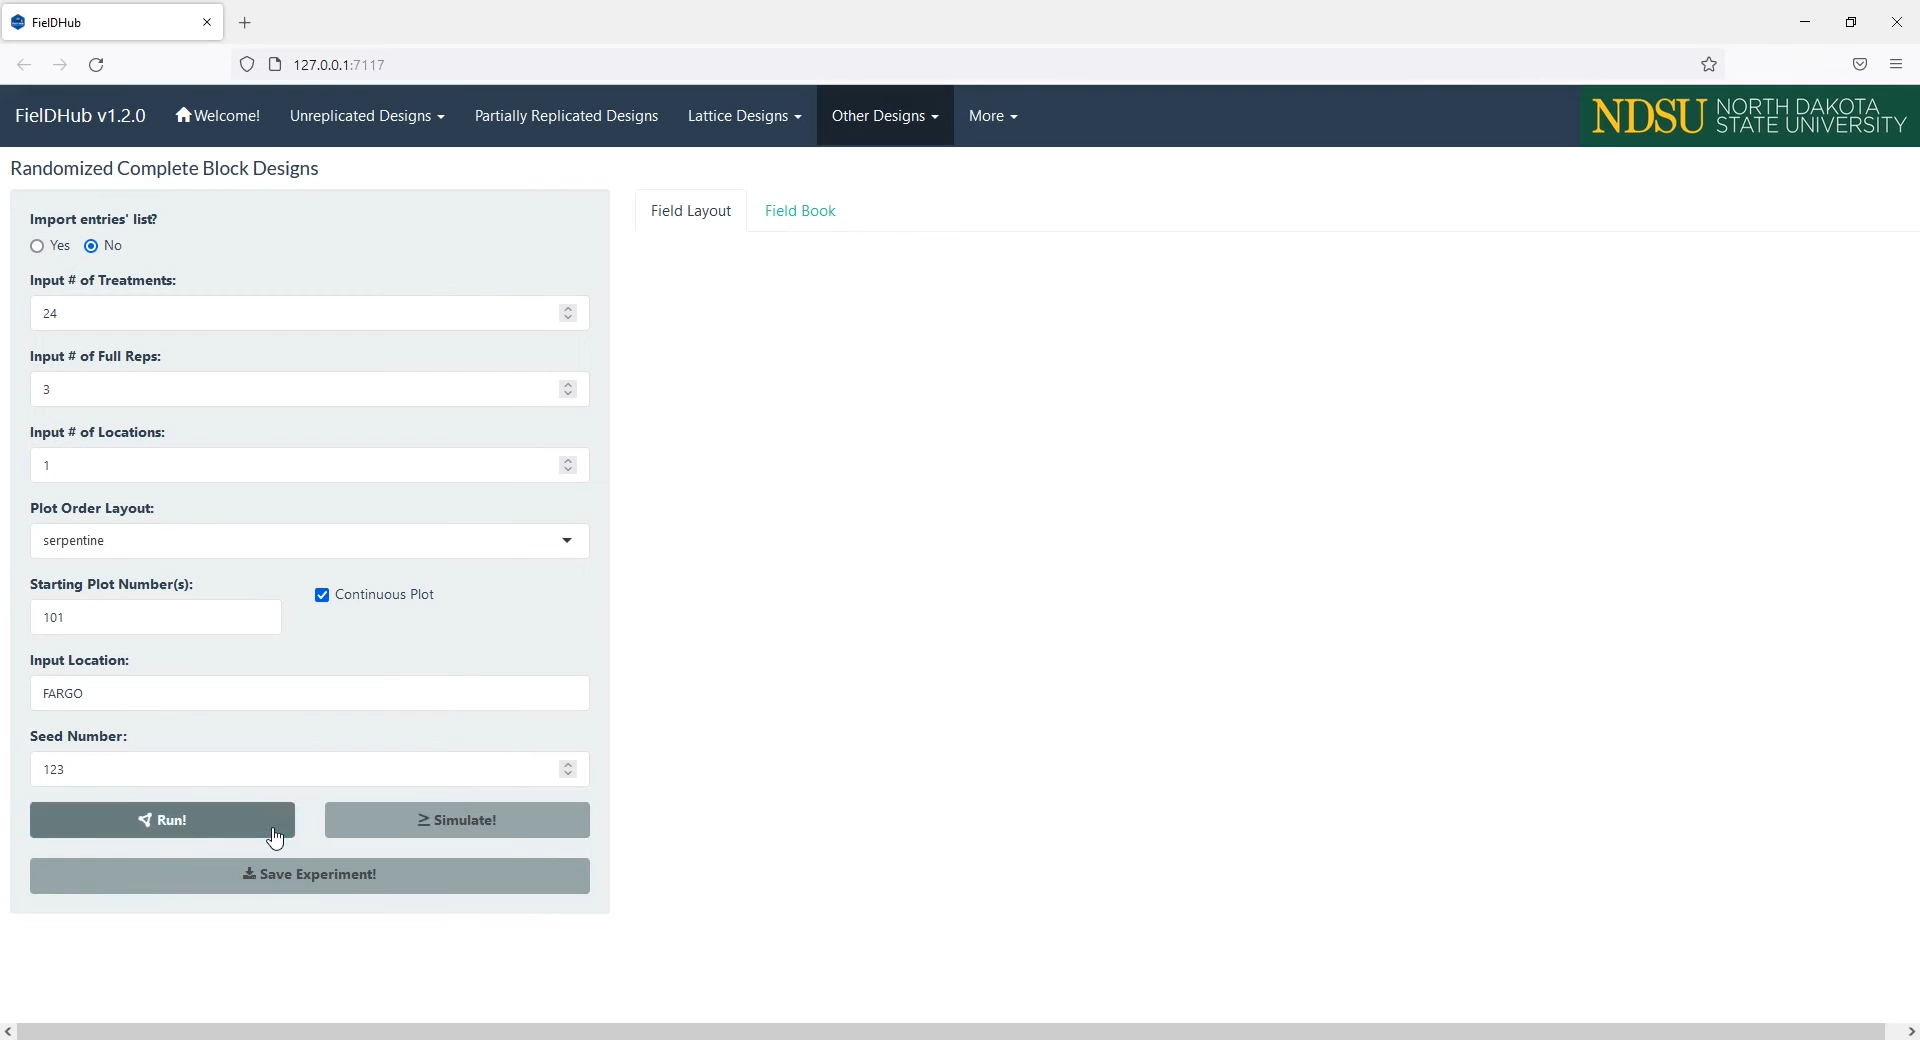 FielDHub
127.0.0.1:7117
FielDHub v1.2.0 Welcome! Unreplicated Designs Partially Replicated Designs Lattice Designs Other Designs More
NDSU NORTH DAKOTA
STATE UNIVERSITY
Randomized Complete Block Designs
Import entries' list?
Yes No
Input # of Treatments:
24
Input # of Full Reps:
3
Input # of Locations:
1
Plot Order Layout:
serpentine
Starting Plot Number(s):
Continuous Plot
101
Input Location:
FARGO
Seed Number:
123
Run! Simulate!
Save Experiment!
Field Layout Field Book